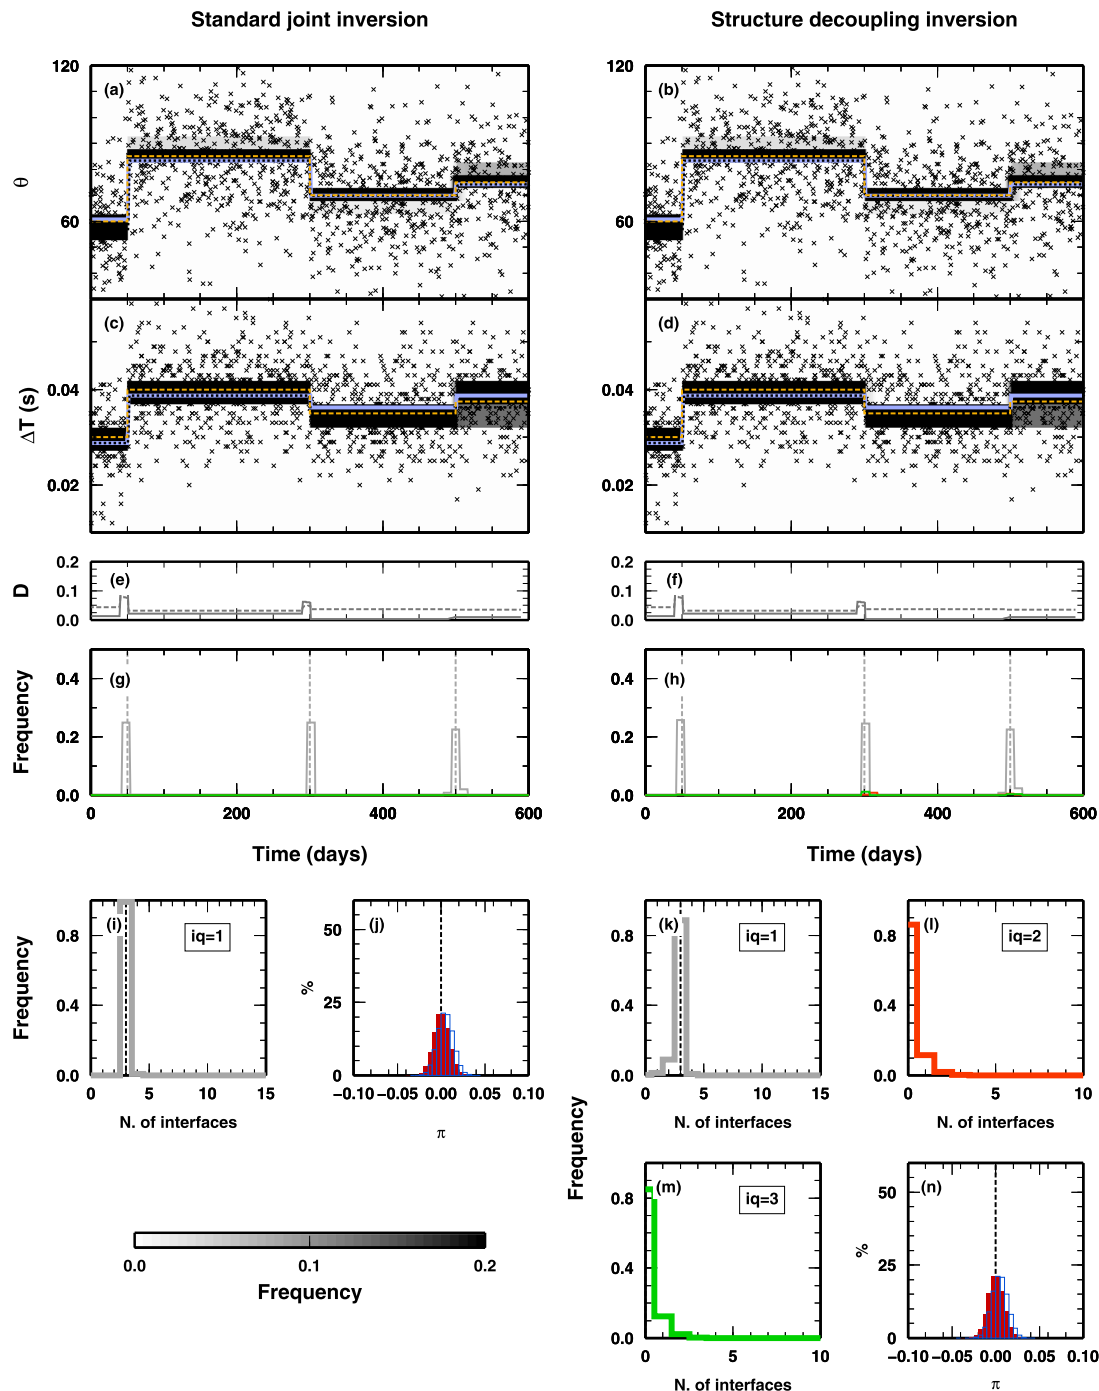 Standard joint inversion Structure decoupling inversion
120 (a) 120 (b)
θ 60 60
(c) (d)
ΔT (s) 0.04 0.04
0.02 0.02
D 0.2 0.1 0.0 (e) 0.2 0.1 0.0 (f)
Frequency 0.4 0.2 0.0 (g) 0.4 0.2 0.0 (h)
0 200 400 600 0 200 400 600
Time (days) Time (days)
Frequency 0.8 0.4 0.0 (i) iq=1 % 50 25 0 (j) 0.8 0.4 0.0 (k) iq=1 0.8 0.4 0.0 (l) iq=2
0 5 10 15 −0.10 −0.05 0.00 0.05 0.10 0 5 10 15 0 5 10
N. of interfaces π N. of interfaces N. of interfaces
Frequency 0.8 0.4 0.0 (m) iq=3 % 50 25 0 (n)
0 5 10 −0.10 −0.05 0.00 0.05 0.10
N. of interfaces π
0.0 0.1 0.2
Frequency